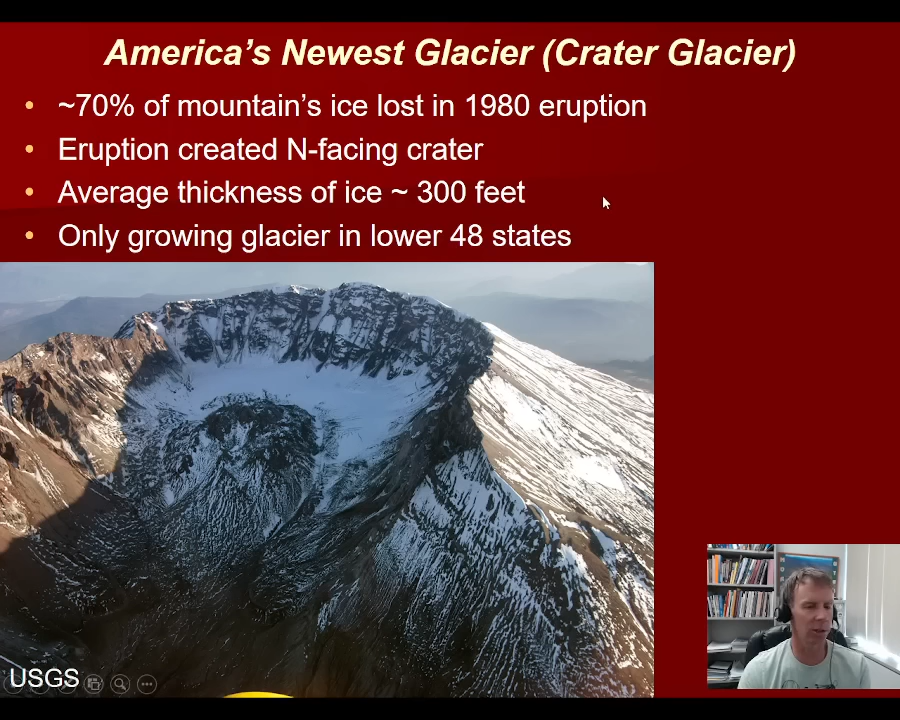 America's Newest Glacier (Crater Glacier)
• ~70% of mountain's ice lost in 1980 eruption
• Eruption created N-facing crater
• Average thickness of ice ~ 300 feet
• Only growing glacier in lower 48 states
USGS